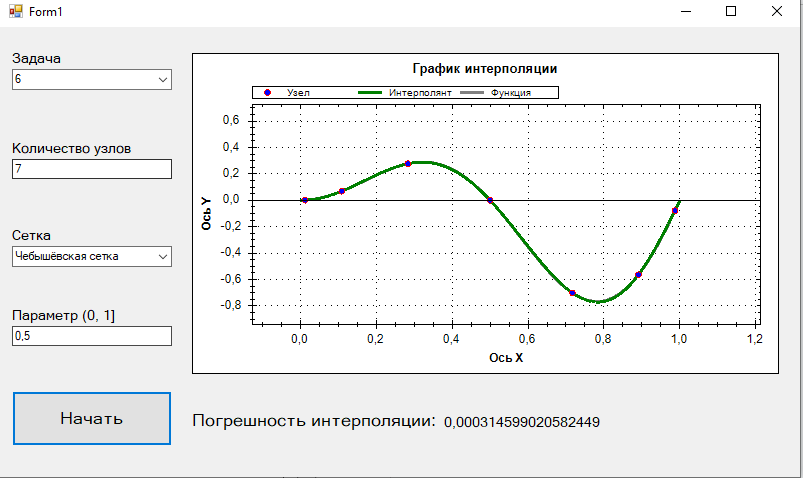 Form1
Задача
6
Количество узлов
7
Сетка
Чебышёвская сетка
Параметр (0, 1]
0,5
Начать
График интерполяции
Узел Интерполянт Функция
Ось Y
0,6
0,4
0,2
0,0
-0,2
-0,4
-0,6
-0,8
0,0 0,2 0,4 0,6 0,8 1,0 1,2
Ось X
Погрешность интерполяции: 0,000314599020582449